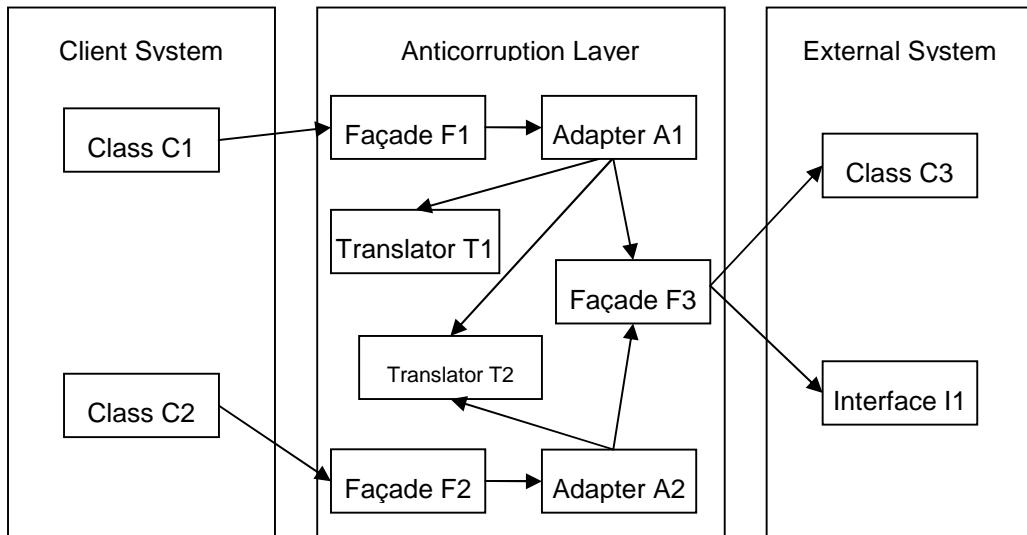 Client System
Anticorruption Layer
External System
Class C1
Façade F1
Adapter A1
Class C3
Translator T1
Façade F3
Translator T2
Class C2
Interface I1
Façade F2
Adapter A2